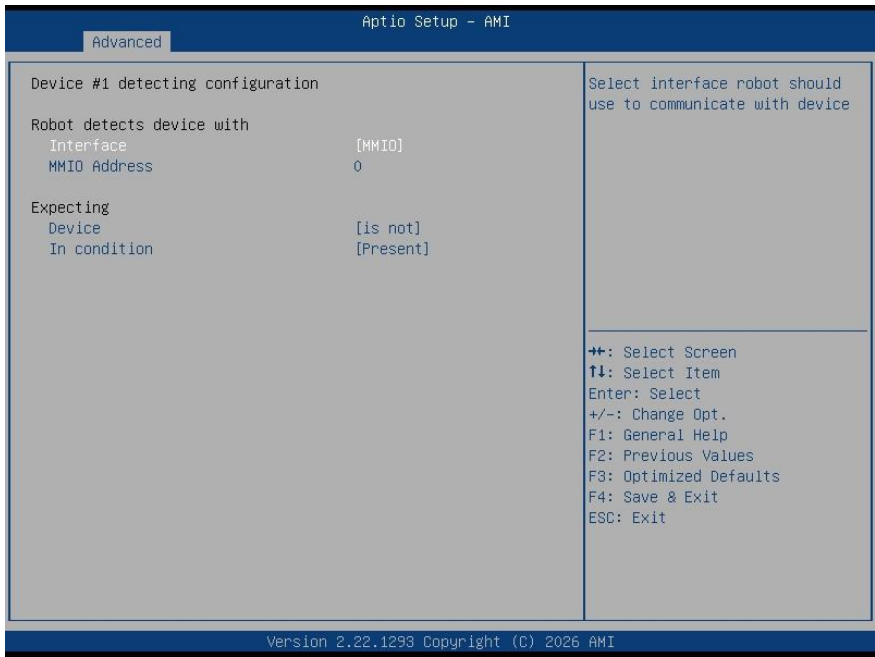 Aptio Setup – AMI
Advanced
Device #1 detecting configuration
Robot detects device with
Interface [MMIO]
MMIO Address 0
Expecting
Device [is not]
In condition [Present]
Select interface robot should
use to communicate with device
→←: Select Screen
↑↓: Select Item
Enter: Select
+/-: Change Opt.
F1: General Help
F2: Previous Values
F3: Optimized Defaults
F4: Save & Exit
ESC: Exit
Version 2.22.1293 Copyright (C) 2026 AMI